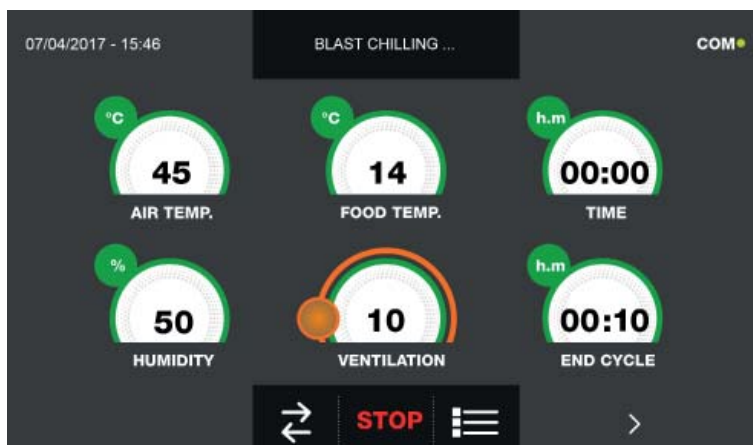 07/04/2017 - 15:46
BLAST CHILLING ...
COM
°C
45
AIR TEMP.
°C
14
FOOD TEMP.
h.m
00:00
TIME
%
50
HUMIDITY
10
VENTILATION
h.m
00:10
END CYCLE
STOP